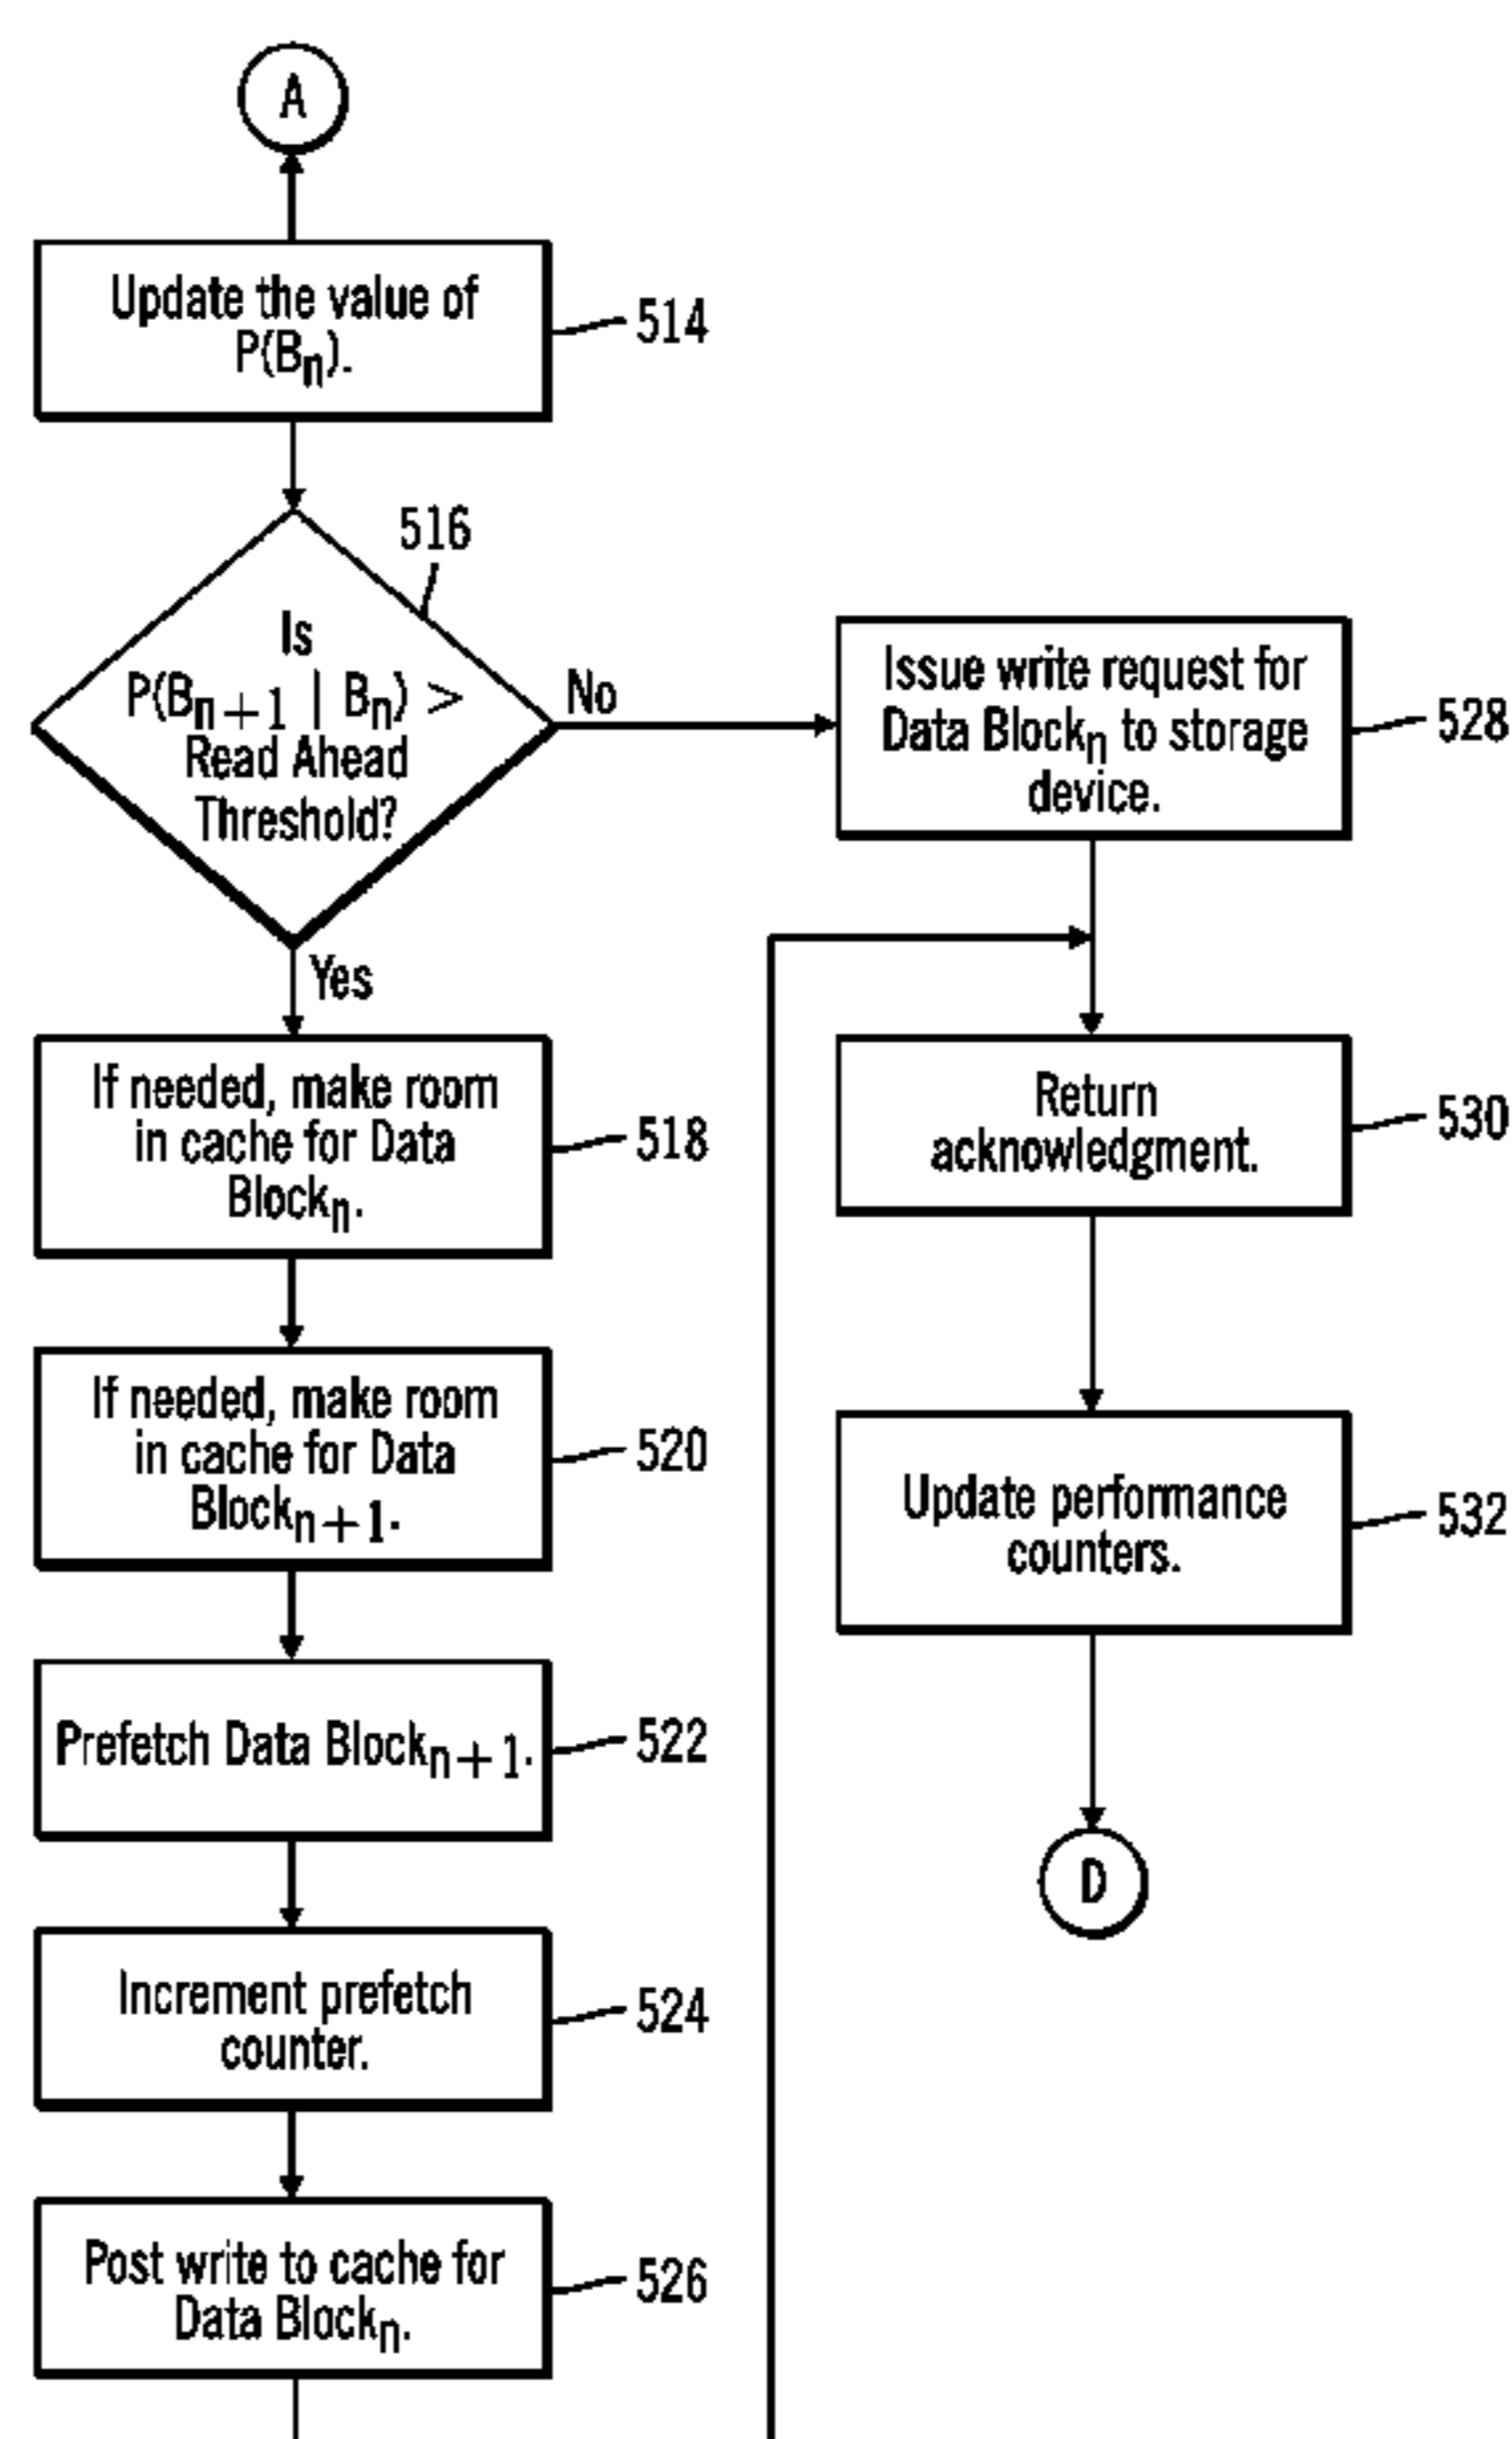 A
Update the value of
P(Bn).
514
516
Is
P(Bn+1 | Bn) >
Read Ahead
Threshold?
No
Yes
If needed, make room
in cache for Data
Blockn.
518
If needed, make room
in cache for Data
Blockn+1.
520
Prefetch Data Blockn+1.
522
Increment prefetch
counter.
524
Post write to cache for
Data Blockn.
526
Issue write request for
Data Blockn to storage
device.
528
Return
acknowledgment.
530
Update performance
counters.
532
D